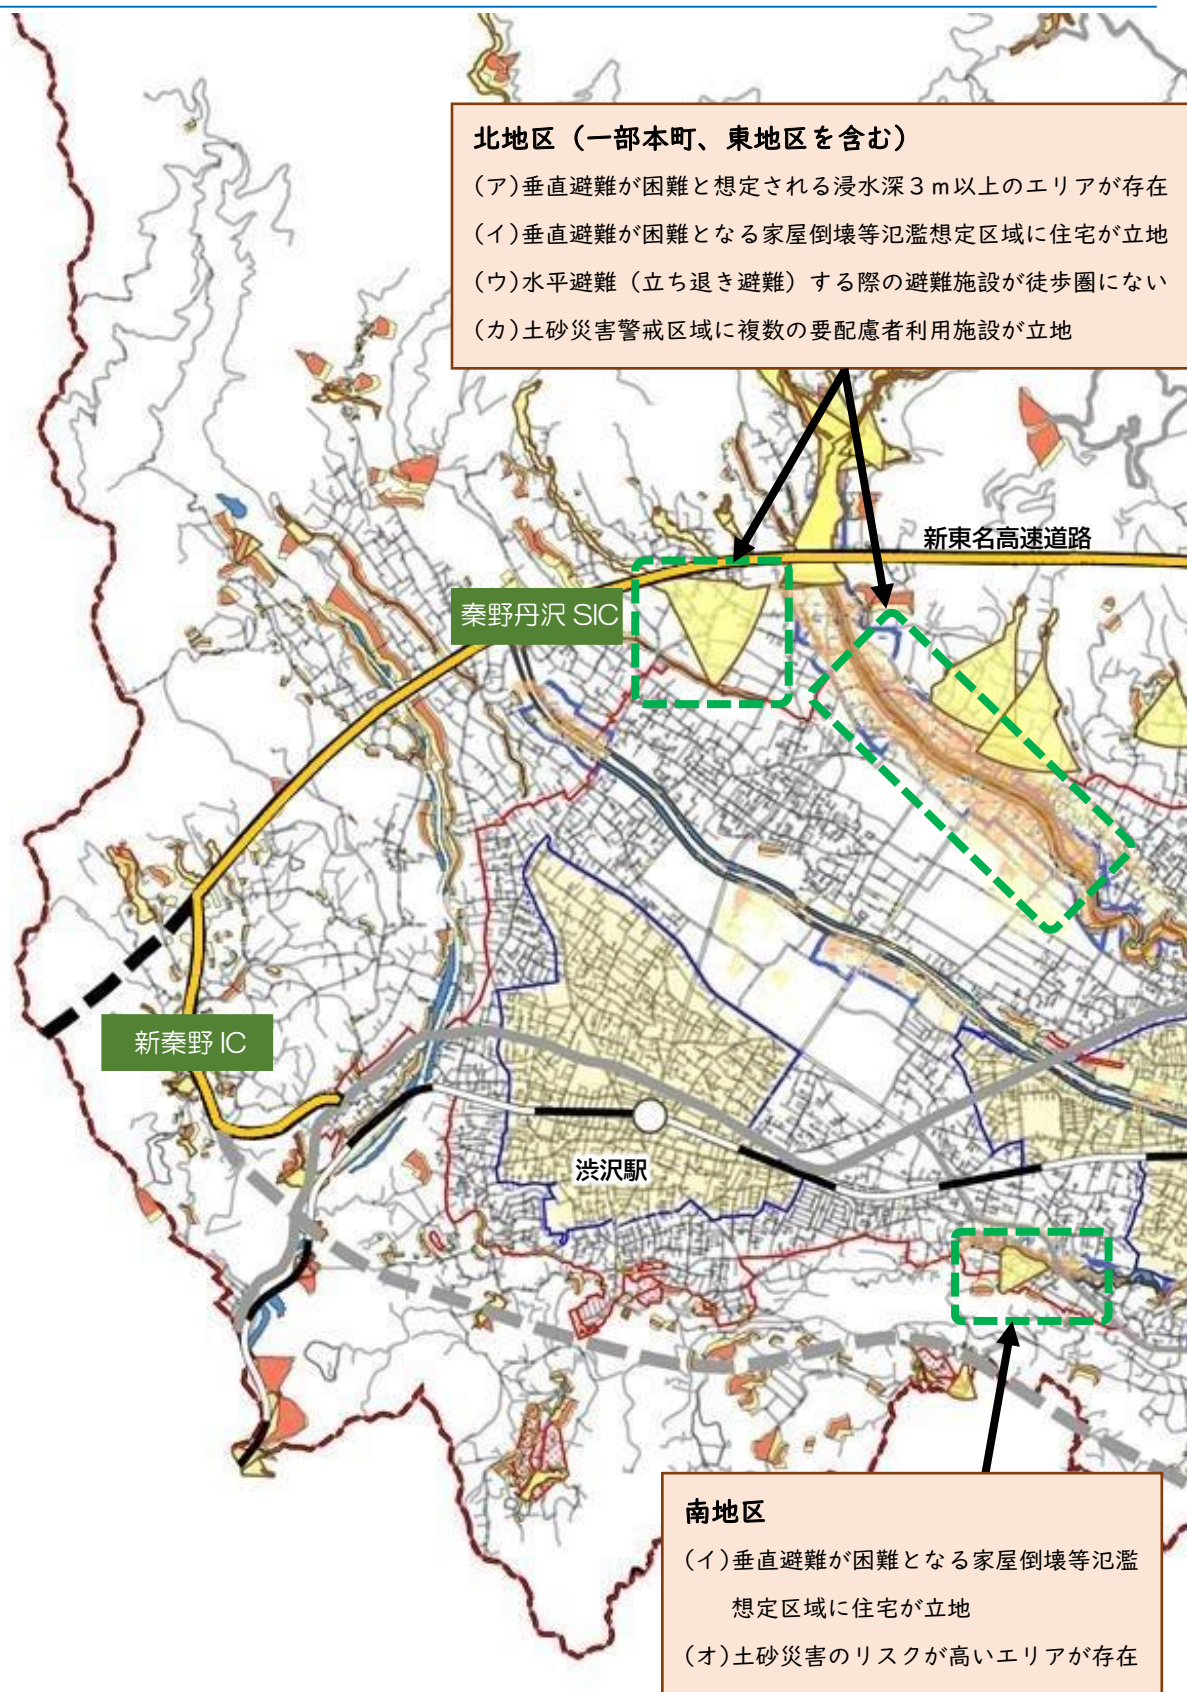 北地区（一部本町、東地区を含む）
(ア)垂直避難が困難と想定される浸水深３ｍ以上のエリアが存在
(イ)垂直避難が困難となる家屋倒壊等氾濫想定区域に住宅が立地
(ウ)水平避難（立ち退き避難）する際の避難施設が徒歩圏にない
(カ)土砂災害警戒区域に複数の要配慮者利用施設が立地
新東名高速道路
秦野丹沢 SIC
新秦野 IC
渋沢駅
南地区
(イ)垂直避難が困難となる家屋倒壊等氾濫
想定区域に住宅が立地
(オ)土砂災害のリスクが高いエリアが存在